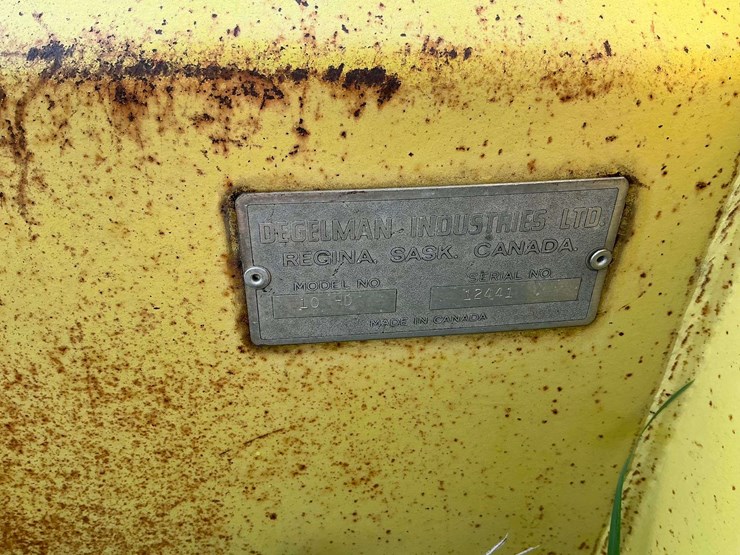 DEGELMAN INDUSTRIES LTD.
REGINA, SASK. CANADA.
MODEL NO
SERIAL NO
12441
MADE IN CANADA